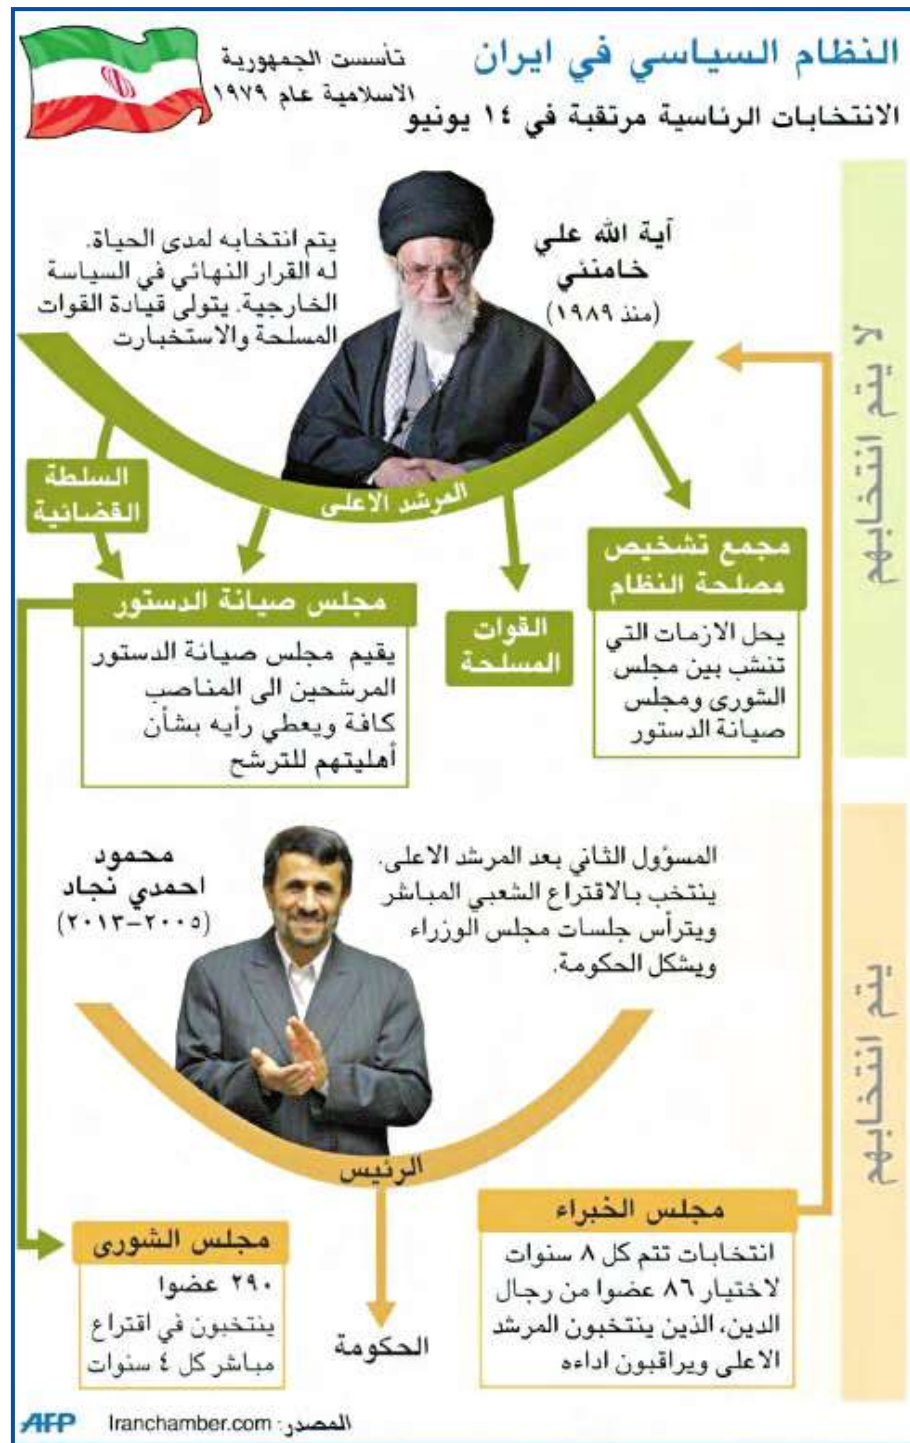 النظام السياسي في ايران
تأسست الجمهورية
الاسلامية عام ١٩٧٩
الانتخابات الرئاسية مرتقبة في ١٤ يونيو
لا يتم انتخابهم
آية الله علي
خامنئي
(منذ ١٩٨٩)
يتم انتخابه لمدى الحياة.
له القرار النهائي في السياسة
الخارجية. يتولى قيادة القوات
المسلحة والاستخبارت
المرشد الاعلى
السلطة
القضائية
مجمع تشخيص
مصلحة النظام
يحل الازمات التي
تنشب بين مجلس
الشورى ومجلس
صيانة الدستور
القوات
المسلحة
مجلس صيانة الدستور
يقيم مجلس صيانة الدستور
المرشحين الى المناصب
كافة ويعطي رأيه بشأن
أهليتهم للترشح
يتم انتخابهم
المسؤول الثاني بعد المرشد الاعلى.
ينتخب بالاقتراع الشعبي المباشر
ويترأس جلسات مجلس الوزراء
ويشكل الحكومة.
محمود
احمدي نجاد
(٢٠٠٥-٢٠١٣)
الرئيس
مجلس الخبراء
انتخابات تتم كل ٨ سنوات
لاختيار ٨٦ عضوا من رجال
الدين، الذين ينتخبون المرشد
الاعلى ويراقبون اداءه
الحكومة
مجلس الشورى
٢٩٠ عضوا
ينتخبون في اقتراع
مباشر كل ٤ سنوات
المصدر: Iranchamber.com
AFP